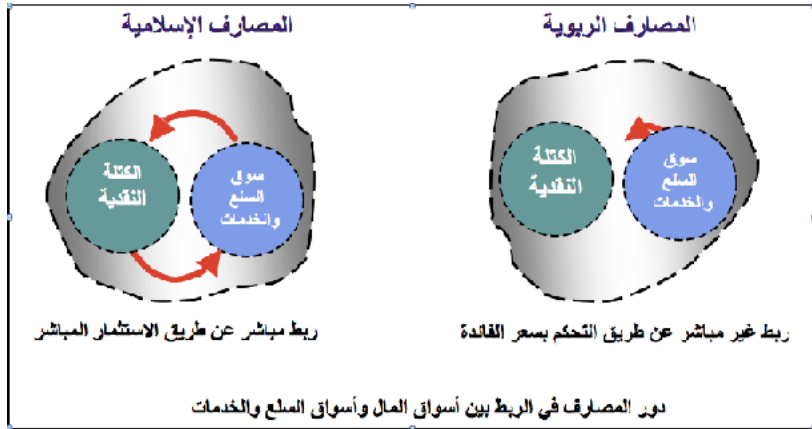 المصارف الربوية
المصارف الإسلامية
سوق
السلع
والخدمات
الكتلة
النقدية
سوق
السلع
والخدمات
الكتلة
النقدية
ربط غير مباشر عن طريق التحكم بسعر الفائدة
ربط مباشر عن طريق الاستثمار المباشر
دور المصارف في الربط بين أسواق المال وأسواق السلع والخدمات